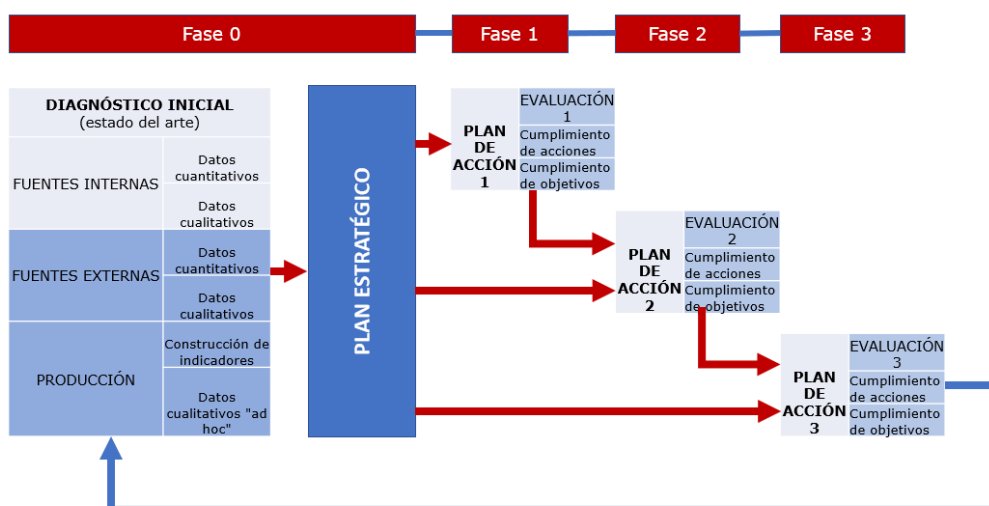 Fase 0
Fase 1
Fase 2
Fase 3
DIAGNÓSTICO INICIAL
(estado del arte)
FUENTES INTERNAS
Datos
cuantitativos
Datos
cualitativos
FUENTES EXTERNAS
Datos
cuantitativos
Datos
cualitativos
PRODUCCIÓN
Construcción de
indicadores
Datos
cualitativos "ad
hoc"
PLAN ESTRATÉGICO
PLAN
DE
ACCIÓN
1
EVALUACIÓN
1
Cumplimiento
de acciones
Cumplimiento
de objetivos
PLAN
DE
ACCIÓN
2
EVALUACIÓN
2
Cumplimiento
de acciones
Cumplimiento
de objetivos
PLAN
DE
ACCIÓN
3
EVALUACIÓN
3
Cumplimiento
de acciones
Cumplimiento
de objetivos